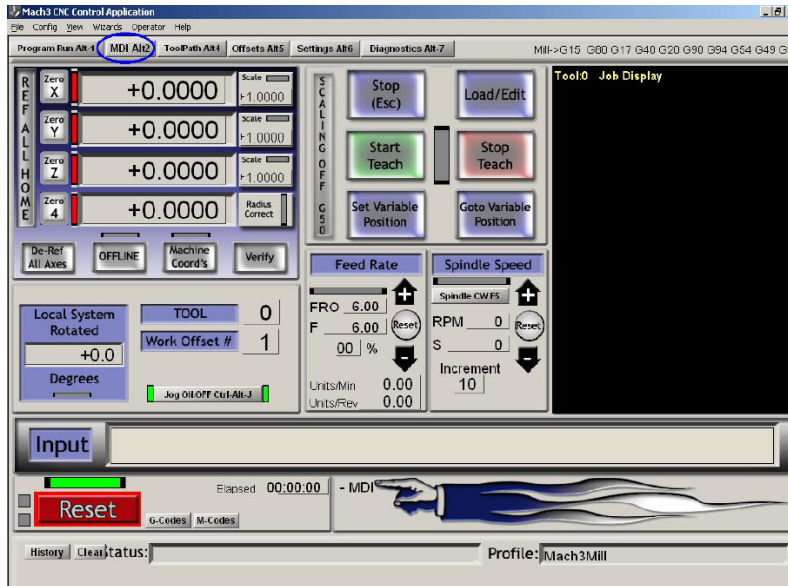 Mach3 CNC Control Application
File Config View Wizards Operator Help
Program Run Alt-1 MDI Alt2 ToolPath Alt4 Offsets Alt5 Settings Alt6 Diagnostics Alt-7 Mill->G15 G80 G17 G40 G20 G90 G94 G54 G49 G
REF ALL HOME
Zero X +0.0000 Scale +1.0000
Zero Y +0.0000 Scale +1.0000
Zero Z +0.0000 Scale +1.0000
Zero 4 +0.0000 Radius Correct
De-Ref All Axes OFFLINE Machine Coord's Verify
SCALING OFF G50
Stop (Esc) Load/Edit
Start Teach Stop Teach
Set Variable Position Goto Variable Position
Tool:0 Job Display
Local System Rotated
+0.0
Degrees
TOOL 0
Work Offset # 1
Jog ON/OFF Ctrl-Alt-J
Feed Rate
FRO 6.00
F 6.00 Reset
00 %
Units/Min 0.00
Units/Rev 0.00
Spindle Speed
Spindle CW F5
RPM 0 Reset
S 0
Increment
10
Input
Reset
Elapsed 00:00:00
G-Codes M-Codes
- MDI
History Clear Status:
Profile: Mach3Mill